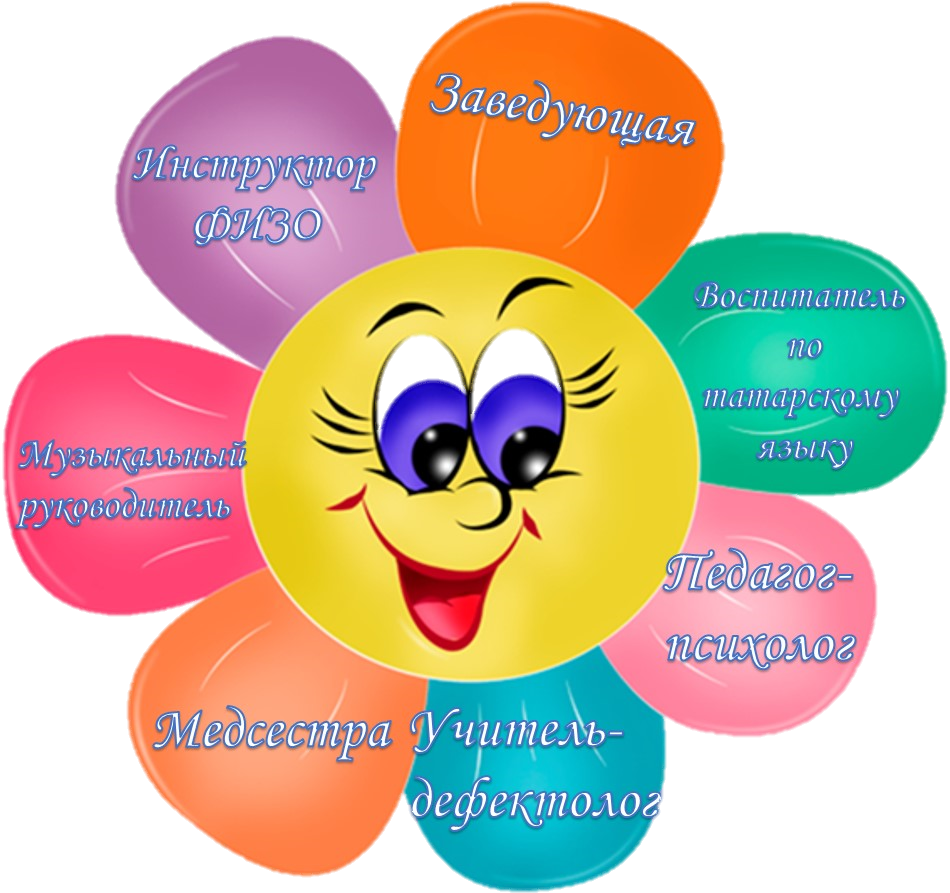 Заведующая
Инструктор
ФИЗО
Воспитатель
по
татарскому
языку
Музыкальный
руководитель
Педагог-
психолог
Медсестра
Учитель-
дефектолог